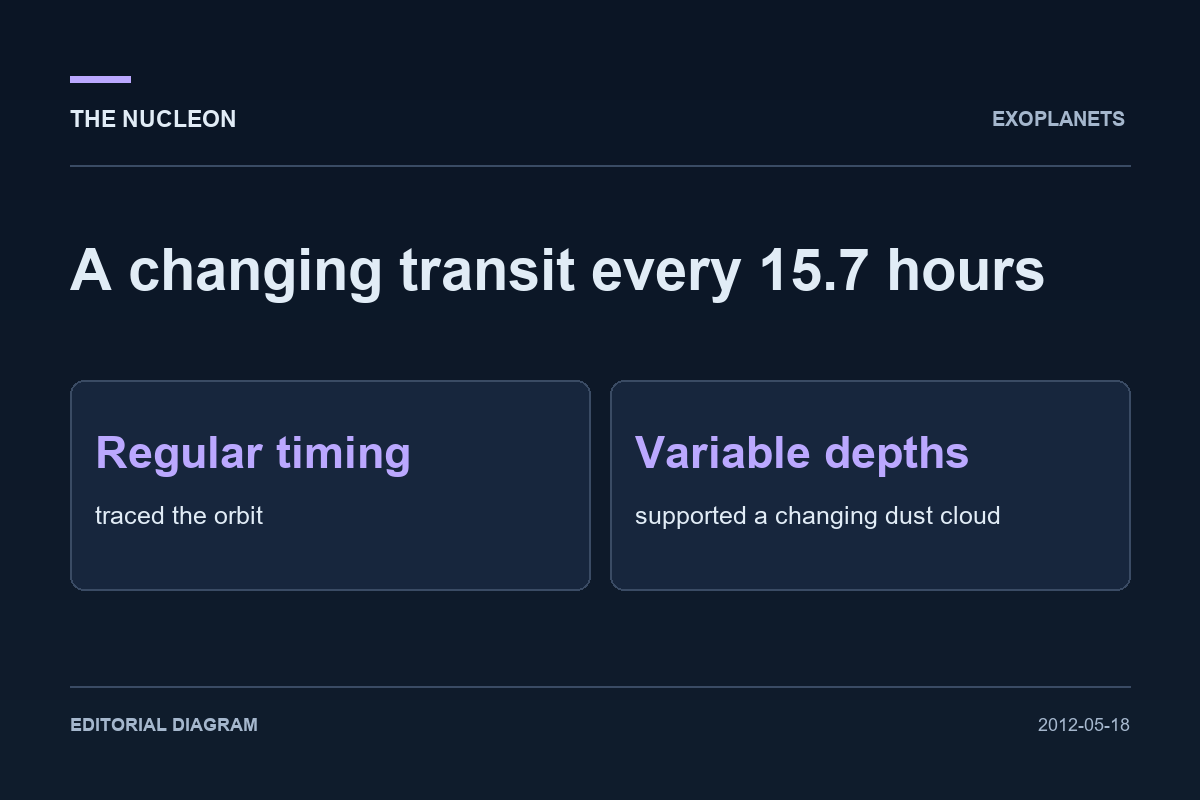 THE NUCLEON
EXOPLANETS
A changing transit every 15.7 hours
Regular timing
traced the orbit
Variable depths
supported a changing dust cloud
EDITORIAL DIAGRAM
2012-05-18